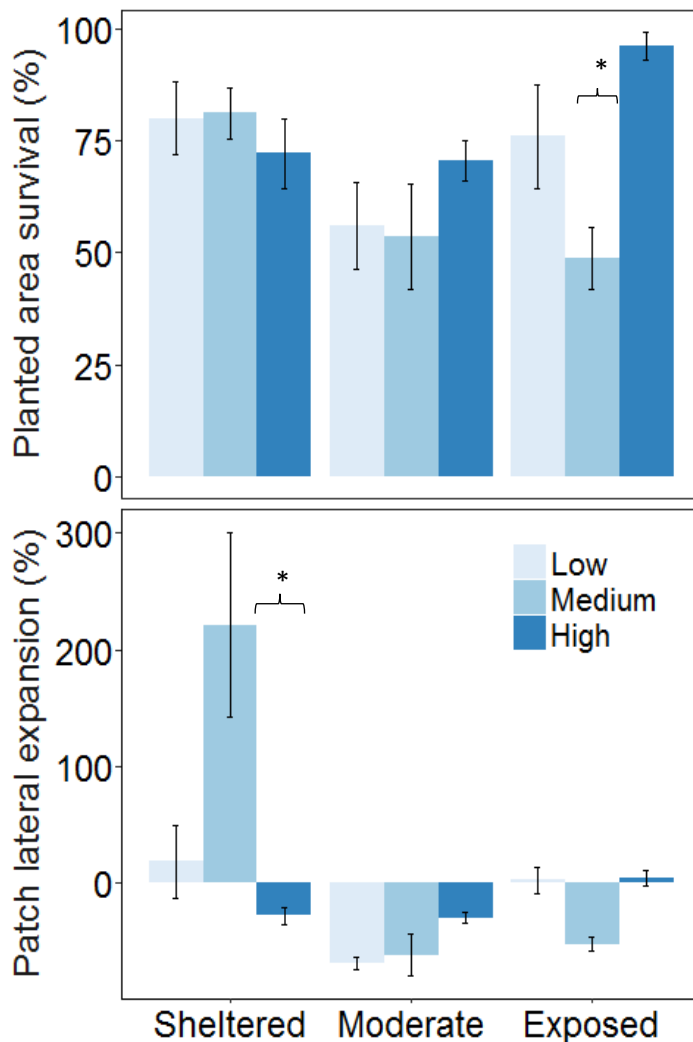 Planted area survival (%)
100
75
50
25
0
*
Patch lateral expansion (%)
300
200
100
0
*
Low
Medium
High
Sheltered Moderate Exposed